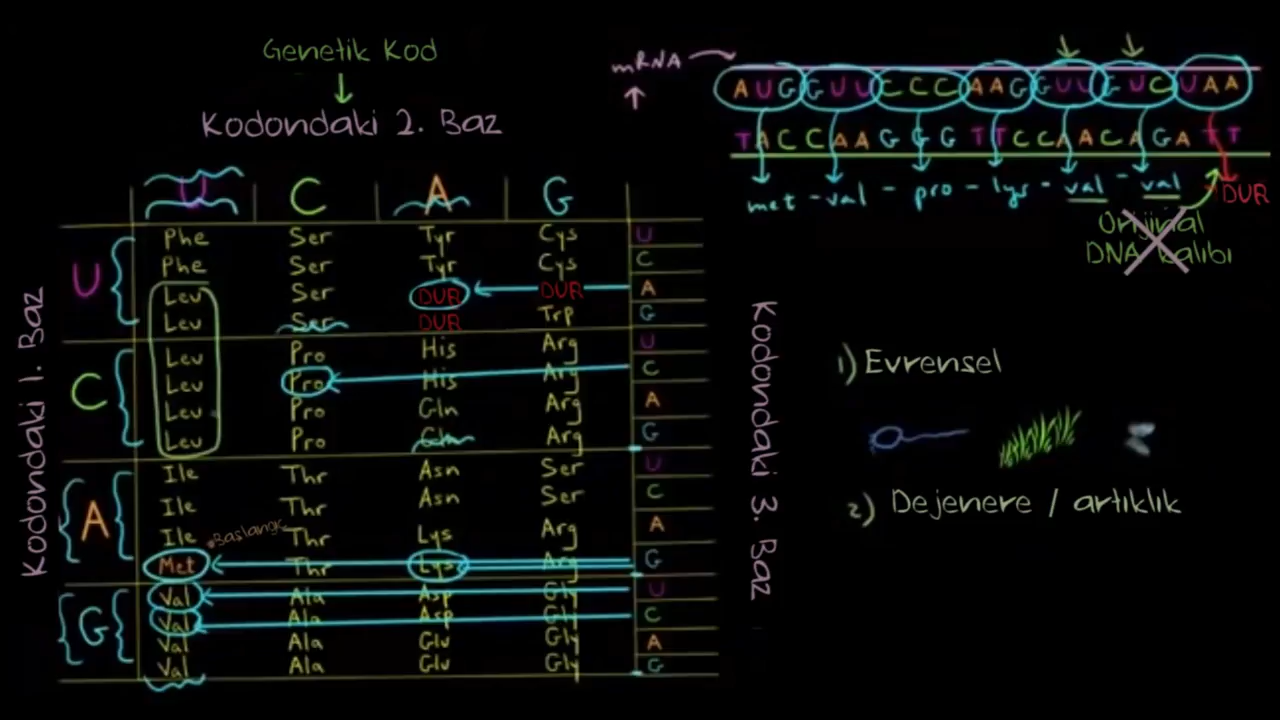 Genetik Kod
Kodondaki 2. Baz
U C A G
Kodondaki 1. Baz
U
Phe Ser Tyr Cys U
Phe Ser Tyr Cys C
Leu Ser DUR DUR A
Leu Ser DUR Trp G
C
Leu Pro His Arg U
Leu Pro His Arg C
Leu Pro Gln Arg A
Leu Pro Gln Arg G
A
Ile Thr Asn Ser U
Ile Thr Asn Ser C
Ile Thr Lys Arg A
*Başlangıç
Met Thr Lys Arg G
G
Val Ala Asp Gly U
Val Ala Asp Gly C
Val Ala Glu Gly A
Val Ala Glu Gly G
Kodondaki 3. Baz
mRNA
AUG GUU CCC AAG GUU GUC UAA
TACCAAGGGTTCCAACAGATT
met - val - pro - lys - val - val - DUR
Orijinal
DNA kalıbı
1) Evrensel
2) Dejenere / artıklık